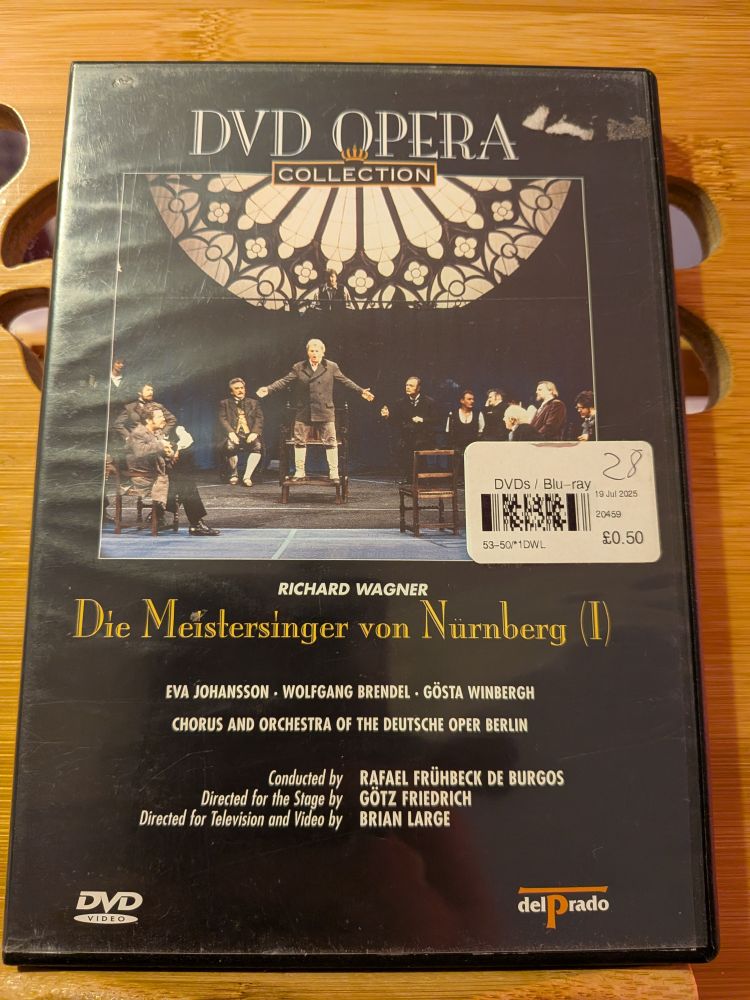 DVD OPERA
COLLECTION
28
DVDs / Blu-ray
19 Jul 2025
20459
53-50/*1DWL
£0.50
RICHARD WAGNER
Die Meistersinger von Nürnberg (I)
EVA JOHANSSON · WOLFGANG BRENDEL · GÖSTA WINBERGH
CHORUS AND ORCHESTRA OF THE DEUTSCHE OPER BERLIN
Conducted by RAFAEL FRÜHBECK DE BURGOS
Directed for the Stage by GÖTZ FRIEDRICH
Directed for Television and Video by BRIAN LARGE
DVD
VIDEO
delPrado